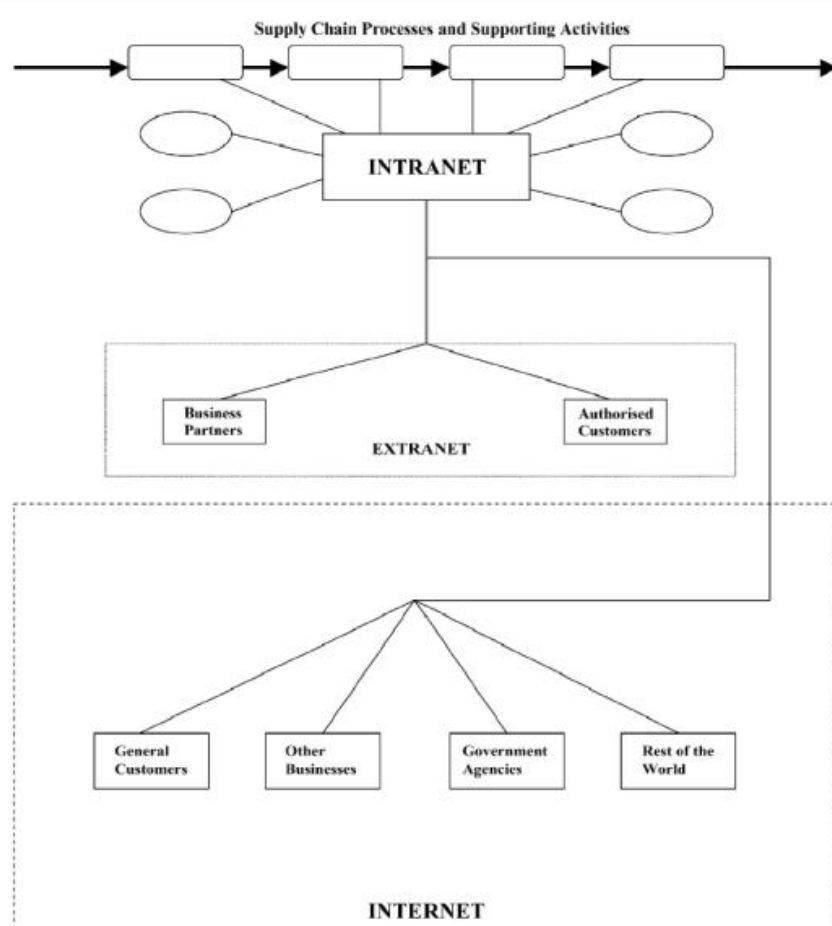 Supply Chain Processes and Supporting Activities
INTRANET
Business
Partners
Authorised
Customers
EXTRANET
General
Customers
Other
Businesses
Government
Agencies
Rest of the
World
INTERNET